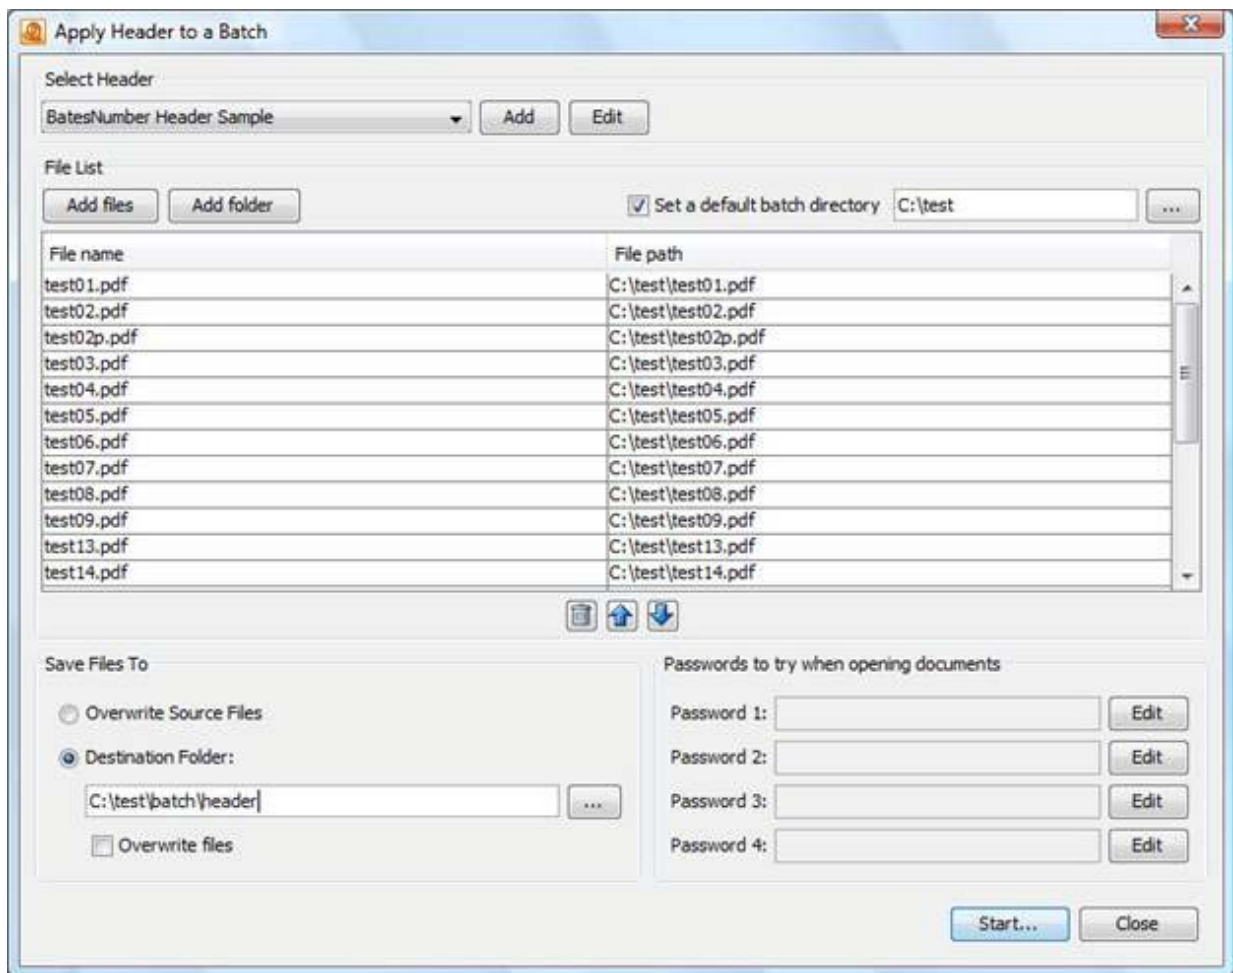 Apply Header to a Batch
Select Header
BatesNumber Header Sample Add Edit
File List
Add files Add folder Set a default batch directory C:\test ...
File name File path
test01.pdf C:\test\test01.pdf
test02.pdf C:\test\test02.pdf
test02p.pdf C:\test\test02p.pdf
test03.pdf C:\test\test03.pdf
test04.pdf C:\test\test04.pdf
test05.pdf C:\test\test05.pdf
test06.pdf C:\test\test06.pdf
test07.pdf C:\test\test07.pdf
test08.pdf C:\test\test08.pdf
test09.pdf C:\test\test09.pdf
test13.pdf C:\test\test13.pdf
test14.pdf C:\test\test14.pdf
Save Files To
Overwrite Source Files
Destination Folder:
C:\test\batch\header ...
Overwrite files
Passwords to try when opening documents
Password 1: Edit
Password 2: Edit
Password 3: Edit
Password 4: Edit
Start... Close